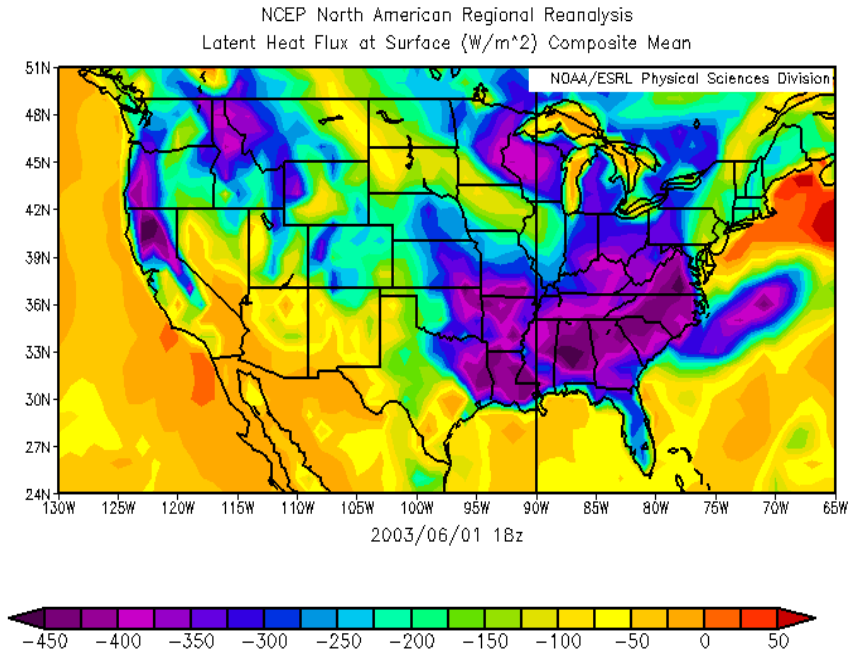 NCEP North American Regional Reanalysis
Latent Heat Flux at Surface (W/m^2) Composite Mean
NOAA/ESRL Physical Sciences Division
51N
48N
45N
42N
39N
36N
33N
30N
27N
24N
130W 125W 120W 115W 110W 105W 100W 95W 90W 85W 80W 75W 70W 65W
2003/06/01 18z
-450 -400 -350 -300 -250 -200 -150 -100 -50 0 50